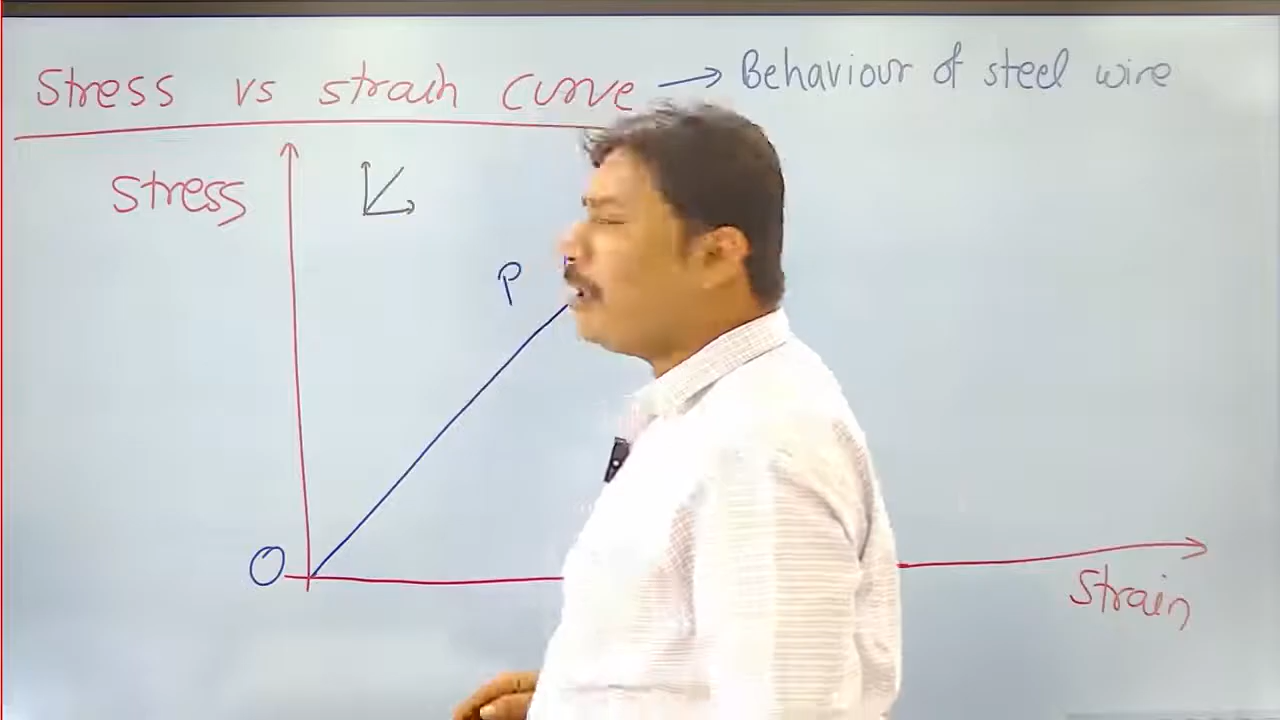 Stress vs strain curve → Behaviour of steel wire
Stress
P
O
Strain